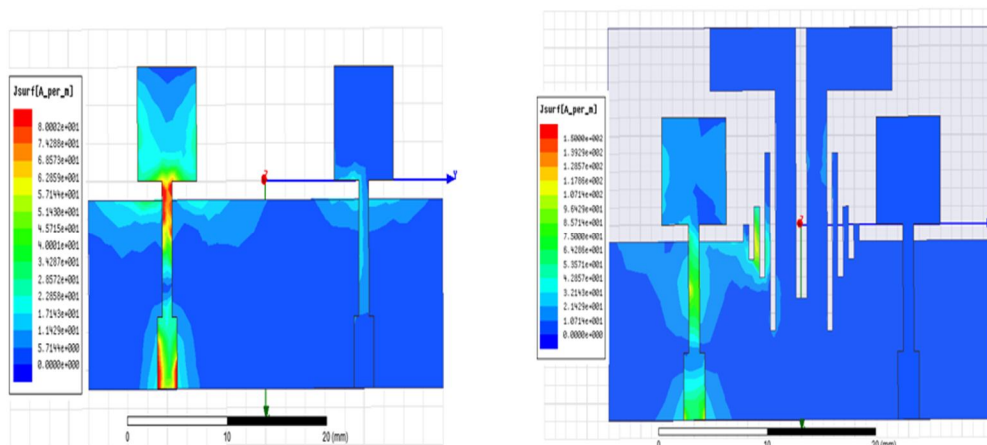 Jsurf[A_per_m]
8.0002e+001
7.4288e+001
6.8573e+001
6.2859e+001
5.7144e+001
5.1430e+001
4.5715e+001
4.0001e+001
3.4287e+001
2.8572e+001
2.2858e+001
1.7143e+001
1.1429e+001
5.7144e+000
0.0000e+000
Z
Y
0
10
20 (mm)
Jsurf[A_per_m]
1.5000e+002
1.3929e+002
1.2857e+002
1.1786e+002
1.0714e+002
9.6429e+001
8.5714e+001
7.5000e+001
6.4286e+001
5.3571e+001
4.2857e+001
3.2143e+001
2.1429e+001
1.0714e+001
0.0000e+000
0
10
20 (mm)